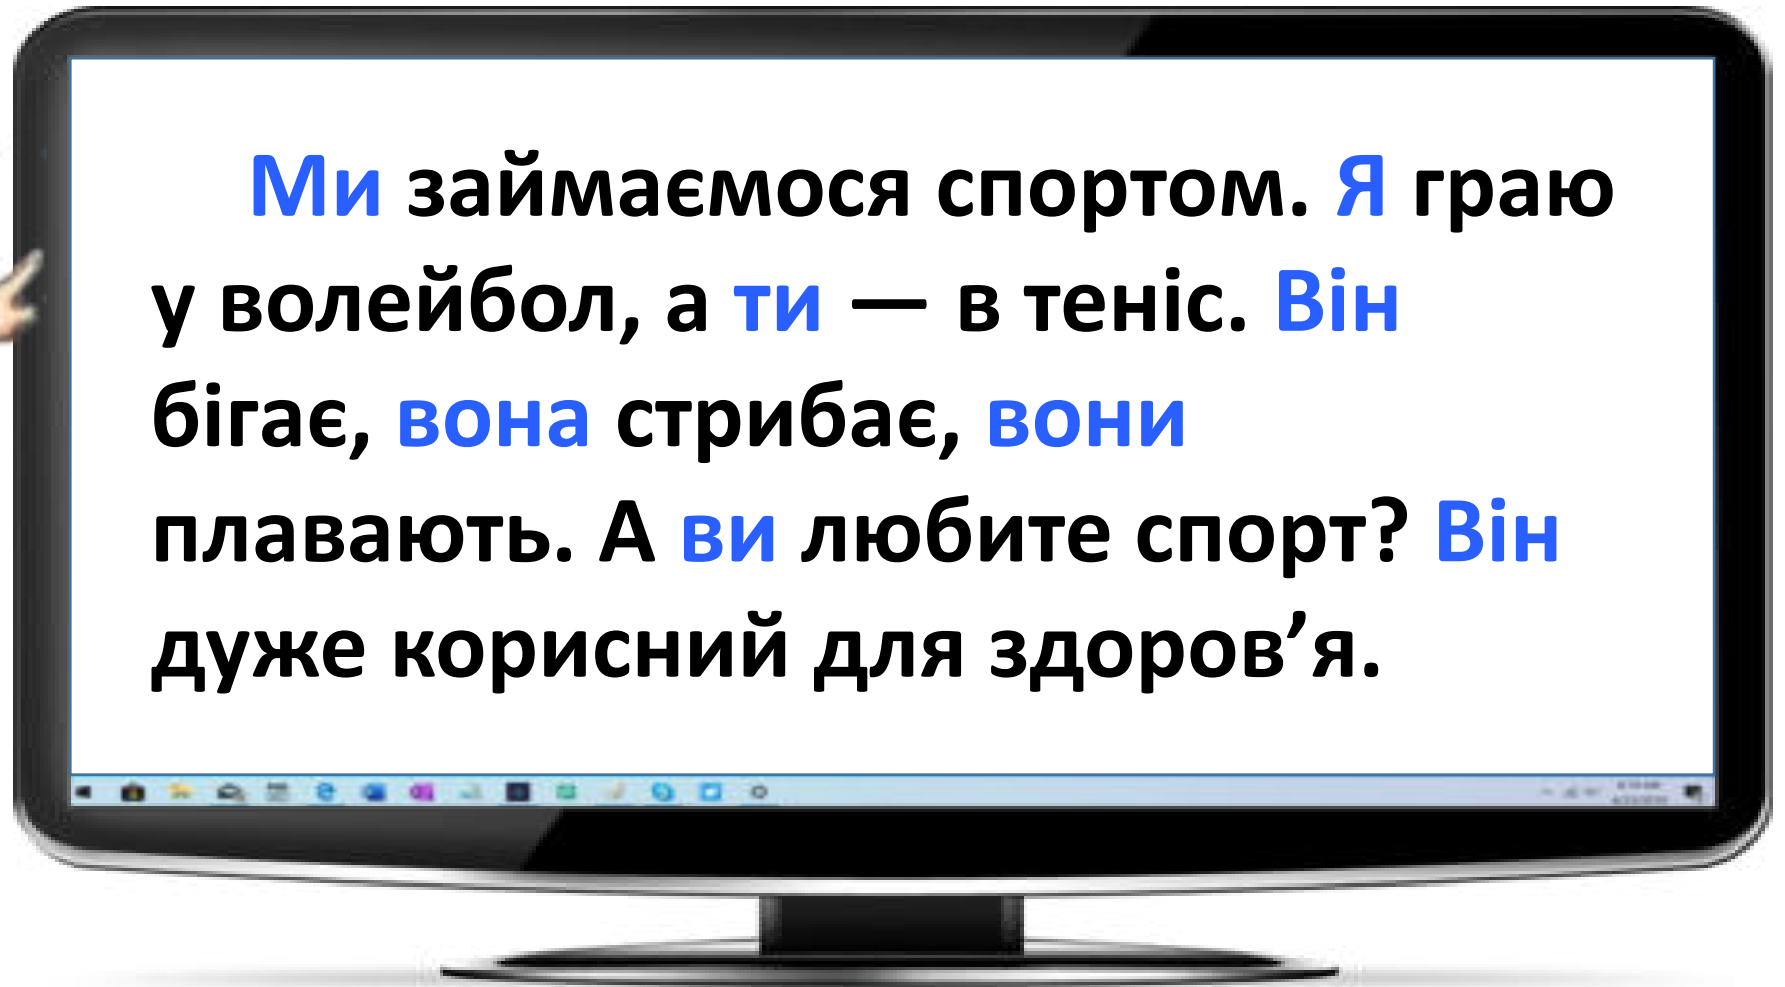 Ми займаємося спортом. Я граю
у волейбол, а ти — в теніс. Він
бігає, вона стрибає, вони
плавають. А ви любите спорт? Він
дуже корисний для здоров’я.